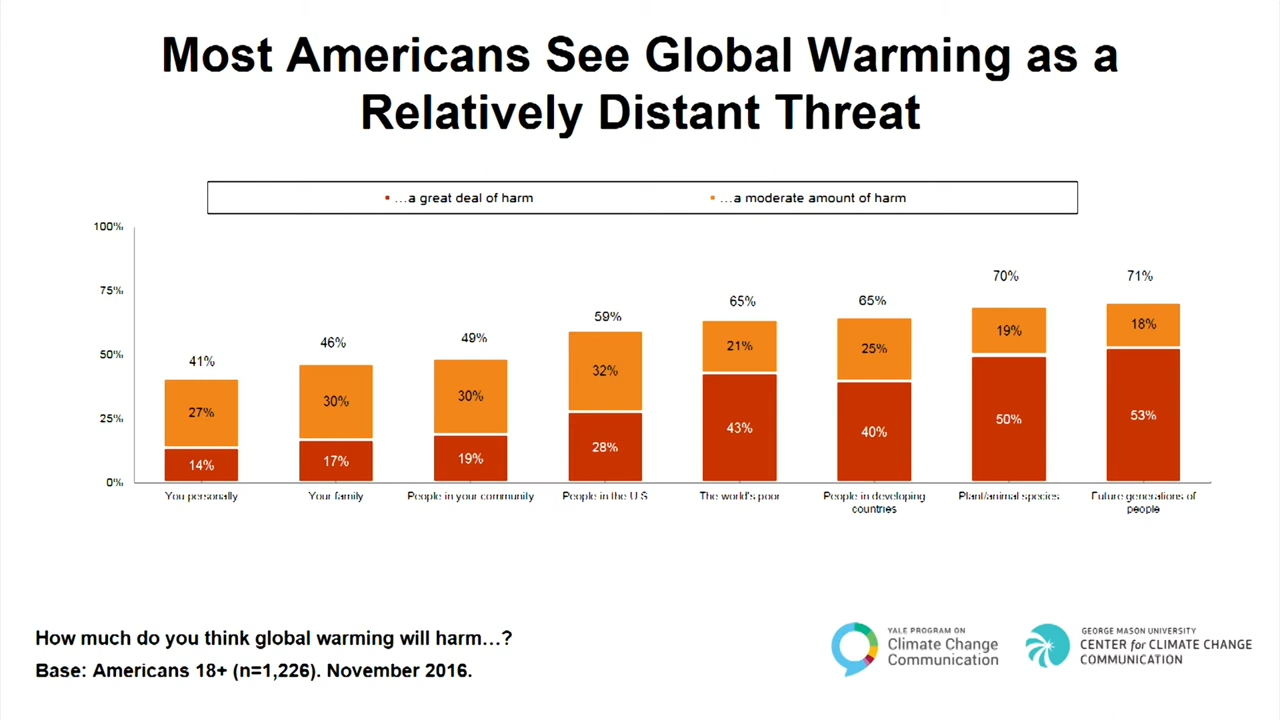 Most Americans See Global Warming as a
Relatively Distant Threat
…a great deal of harm
…a moderate amount of harm
100%
75%
50%
25%
0%
41%
27%
14%
46%
30%
17%
49%
30%
19%
59%
32%
28%
65%
21%
43%
65%
25%
40%
70%
19%
50%
71%
18%
53%
You personally
Your family
People in your community
People in the U.S
The world's poor
People in developing
countries
Plant/animal species
Future generations of
people
How much do you think global warming will harm…?
Base: Americans 18+ (n=1,226). November 2016.
YALE PROGRAM ON
Climate Change
Communication
GEORGE MASON UNIVERSITY
CENTER for CLIMATE CHANGE
COMMUNICATION